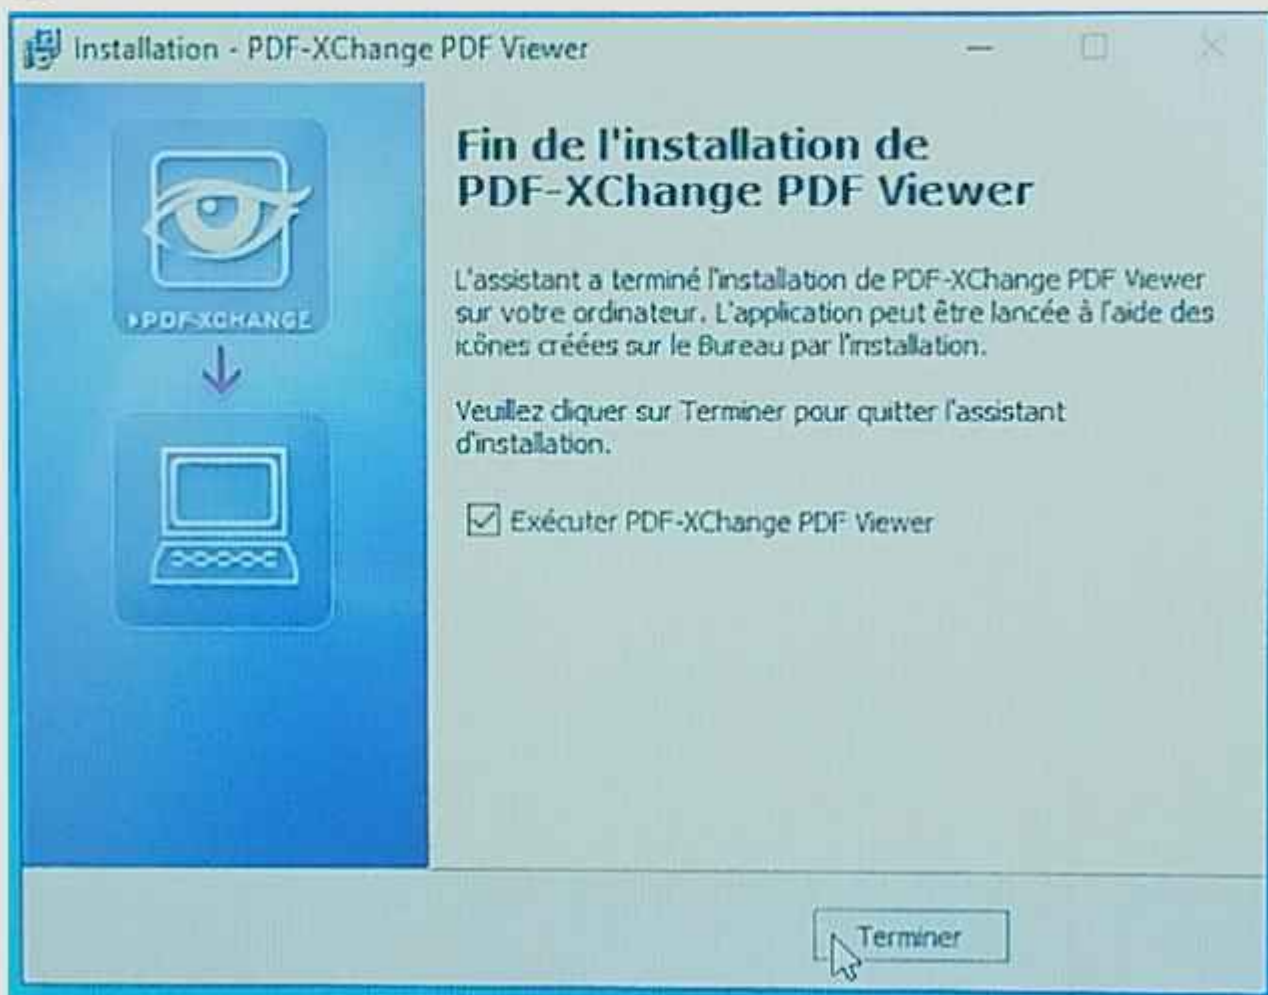 Installation - PDF-XChange PDF Viewer
PDF-XCHANGE
Fin de l'installation de
PDF-XChange PDF Viewer
L'assistant a terminé l'installation de PDF-XChange PDF Viewer
sur votre ordinateur. L'application peut être lancée à l'aide des
icônes créées sur le Bureau par l'installation.
Veuillez cliquer sur Terminer pour quitter l'assistant
d'installation.
Exécuter PDF-XChange PDF Viewer
Terminer